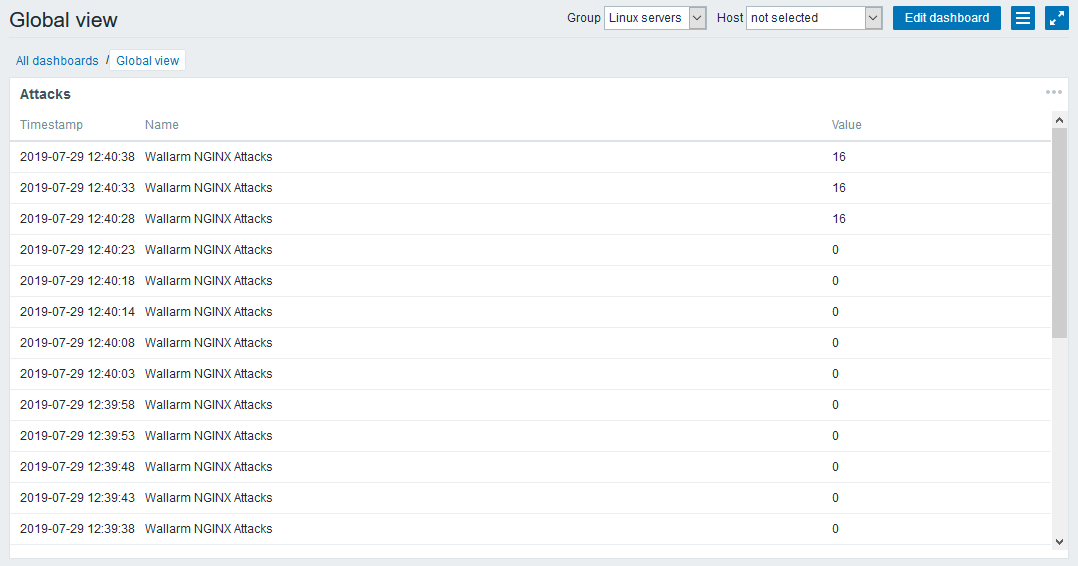 Global view Group Linux servers Host not selected Edit dashboard
All dashboards / Global view
Attacks
Timestamp Name Value
2019-07-29 12:40:38 Wallarm NGINX Attacks 16
2019-07-29 12:40:33 Wallarm NGINX Attacks 16
2019-07-29 12:40:28 Wallarm NGINX Attacks 16
2019-07-29 12:40:23 Wallarm NGINX Attacks 0
2019-07-29 12:40:18 Wallarm NGINX Attacks 0
2019-07-29 12:40:14 Wallarm NGINX Attacks 0
2019-07-29 12:40:08 Wallarm NGINX Attacks 0
2019-07-29 12:40:03 Wallarm NGINX Attacks 0
2019-07-29 12:39:58 Wallarm NGINX Attacks 0
2019-07-29 12:39:53 Wallarm NGINX Attacks 0
2019-07-29 12:39:48 Wallarm NGINX Attacks 0
2019-07-29 12:39:43 Wallarm NGINX Attacks 0
2019-07-29 12:39:38 Wallarm NGINX Attacks 0